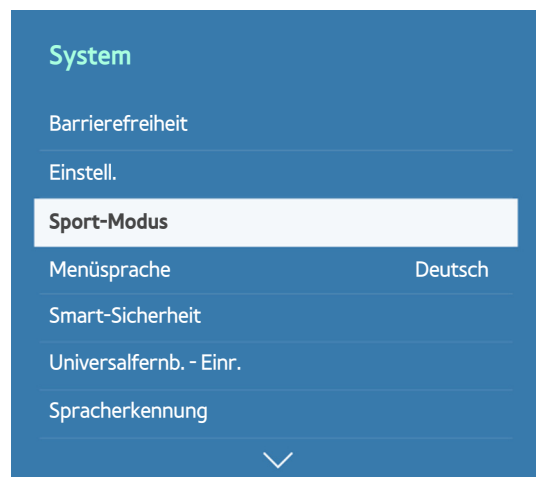 System
Barrierefreiheit
Einstell.
Sport-Modus
Menüsprache Deutsch
Smart-Sicherheit
Universalfernb. - Einr.
Spracherkennung